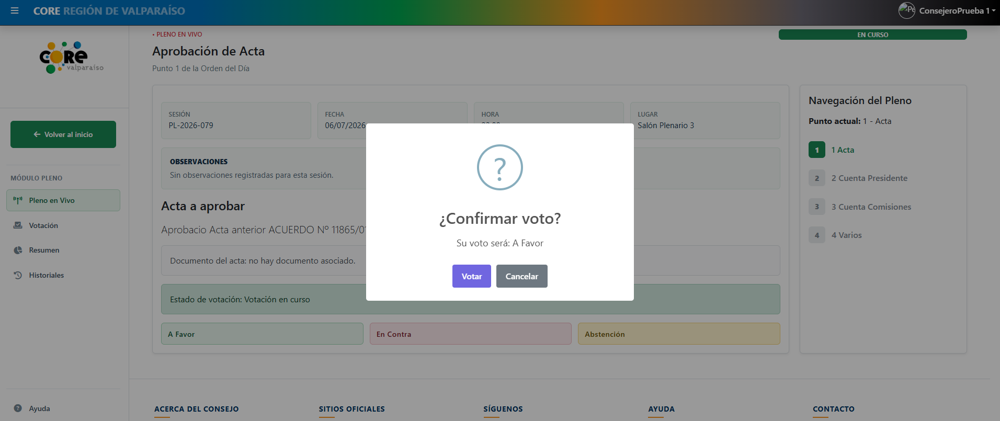 CORE REGIÓN DE VALPARAÍSO
ConsejeroPrueba 1
CORE
valparaíso
Volver al inicio
MÓDULO PLENO
Pleno en Vivo
Votación
Resumen
Historiales
Ayuda
• PLENO EN VIVO
EN CURSO
Aprobación de Acta
Punto 1 de la Orden del Día
SESIÓN
PL-2026-079
FECHA
06/07/2026
HORA
LUGAR
Salón Plenario 3
OBSERVACIONES
Sin observaciones registradas para esta sesión.
Acta a aprobar
Aprobacio Acta anterior ACUERDO Nº 11865/01
Documento del acta: no hay documento asociado.
Estado de votación: Votación en curso
A Favor
En Contra
Abstención
?
¿Confirmar voto?
Su voto será: A Favor
Votar
Cancelar
Navegación del Pleno
Punto actual: 1 - Acta
1 1 Acta
2 2 Cuenta Presidente
3 3 Cuenta Comisiones
4 4 Varios
ACERCA DEL CONSEJO
SITIOS OFICIALES
SÍGUENOS
AYUDA
CONTACTO